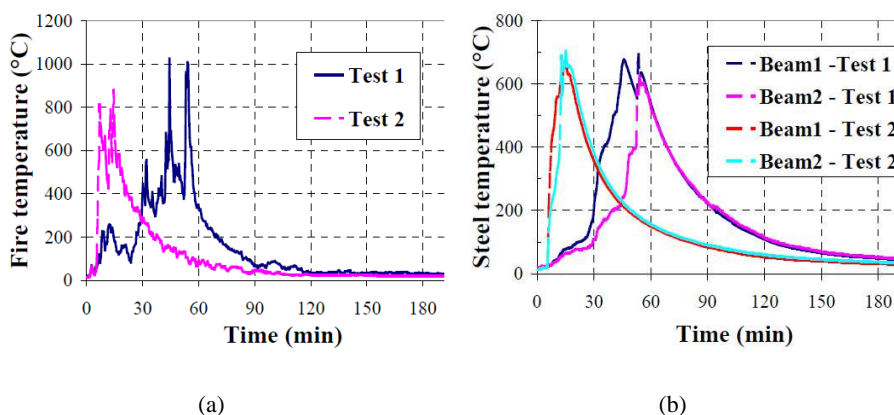 Fire temperature (°C)
1200
1000
800
600
400
200
0
0
30
60
90
120
150
180
Time (min)
Test 1
Test 2
(a)
Steel temperature (°C)
800
600
400
200
0
0
30
60
90
120
150
180
Time (min)
Beam1 -Test 1
Beam2 - Test 1
Beam1 - Test 2
Beam2 - Test 2
(b)